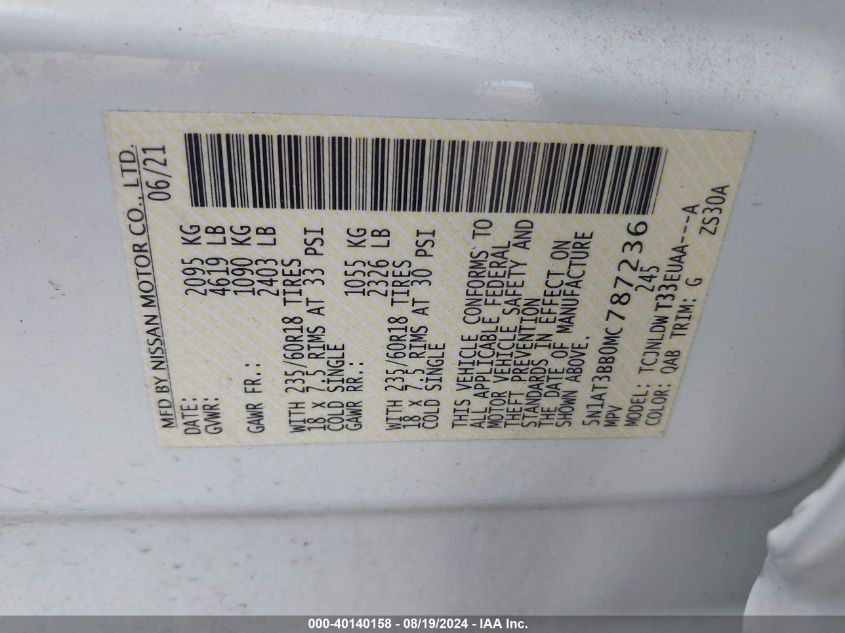 MFD BY NISSAN MOTOR CO., LTD.
DATE: 06/21
GVWR: 2095 KG
4619 LB
GAWR FR.: 1090 KG
2403 LB
WITH 235/60R18 TIRES
18 X 7.5 RIMS AT 33 PSI
COLD SINGLE
GAWR RR.: 1055 KG
2326 LB
WITH 235/60R18 TIRES
18 X 7.5 RIMS AT 30 PSI
COLD SINGLE
THIS VEHICLE CONFORMS TO
ALL APPLICABLE FEDERAL
MOTOR VEHICLE SAFETY AND
THEFT PREVENTION
STANDARDS IN EFFECT ON
THE DATE OF MANUFACTURE
SHOWN ABOVE.
5N1AT3BB0MC787236
MPV 245
MODEL: TCJNLDWT33EUAA---A
COLOR: QAB TRIM: G ZS30A
000-40140158 - 08/19/2024 - IAA Inc.